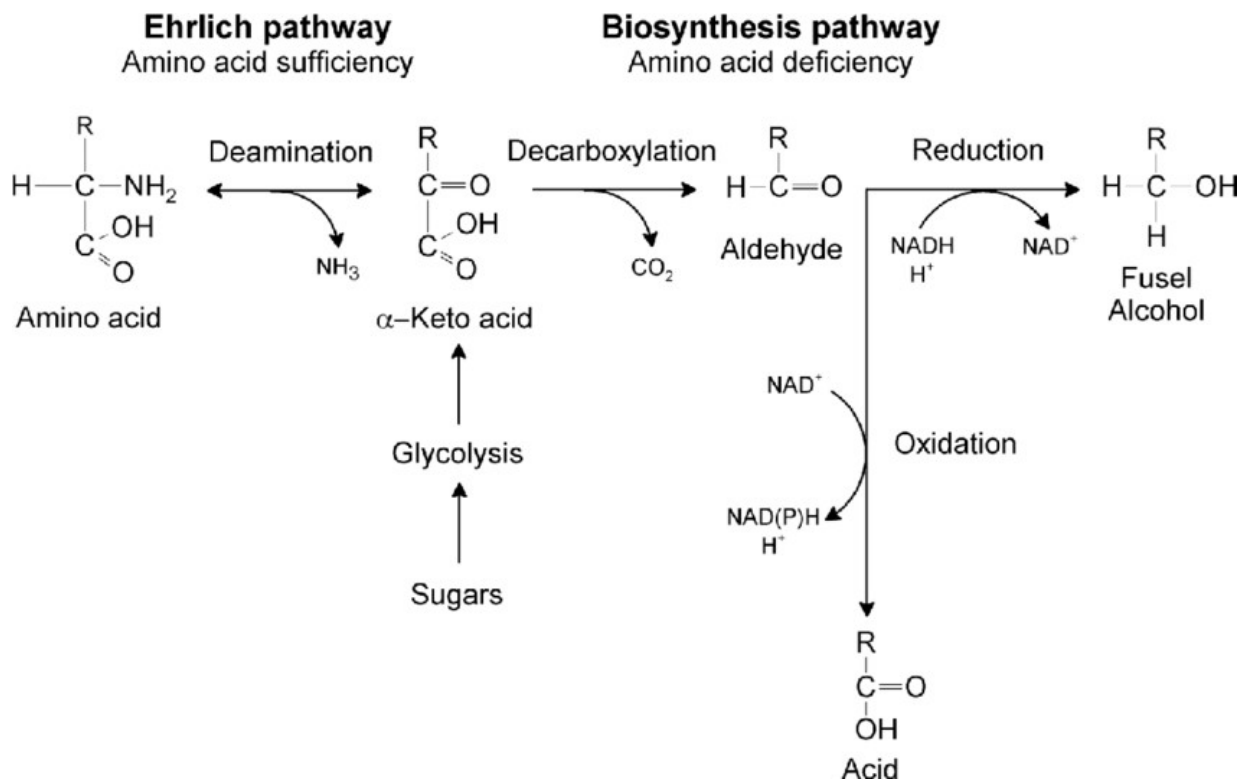 Ehrlich pathway
Amino acid sufficiency
Biosynthesis pathway
Amino acid deficiency
R
H C NH₂
OH
C
O
Amino acid
Deamination
NH₃
R
C=O
OH
C
O
α–Keto acid
Decarboxylation
CO₂
R
H C=O
Aldehyde
Reduction
NADH
H⁺
NAD⁺
R
H C OH
H
Fusel
Alcohol
Glycolysis
Sugars
NAD⁺
Oxidation
NAD(P)H
H⁺
R
C=O
OH
Acid